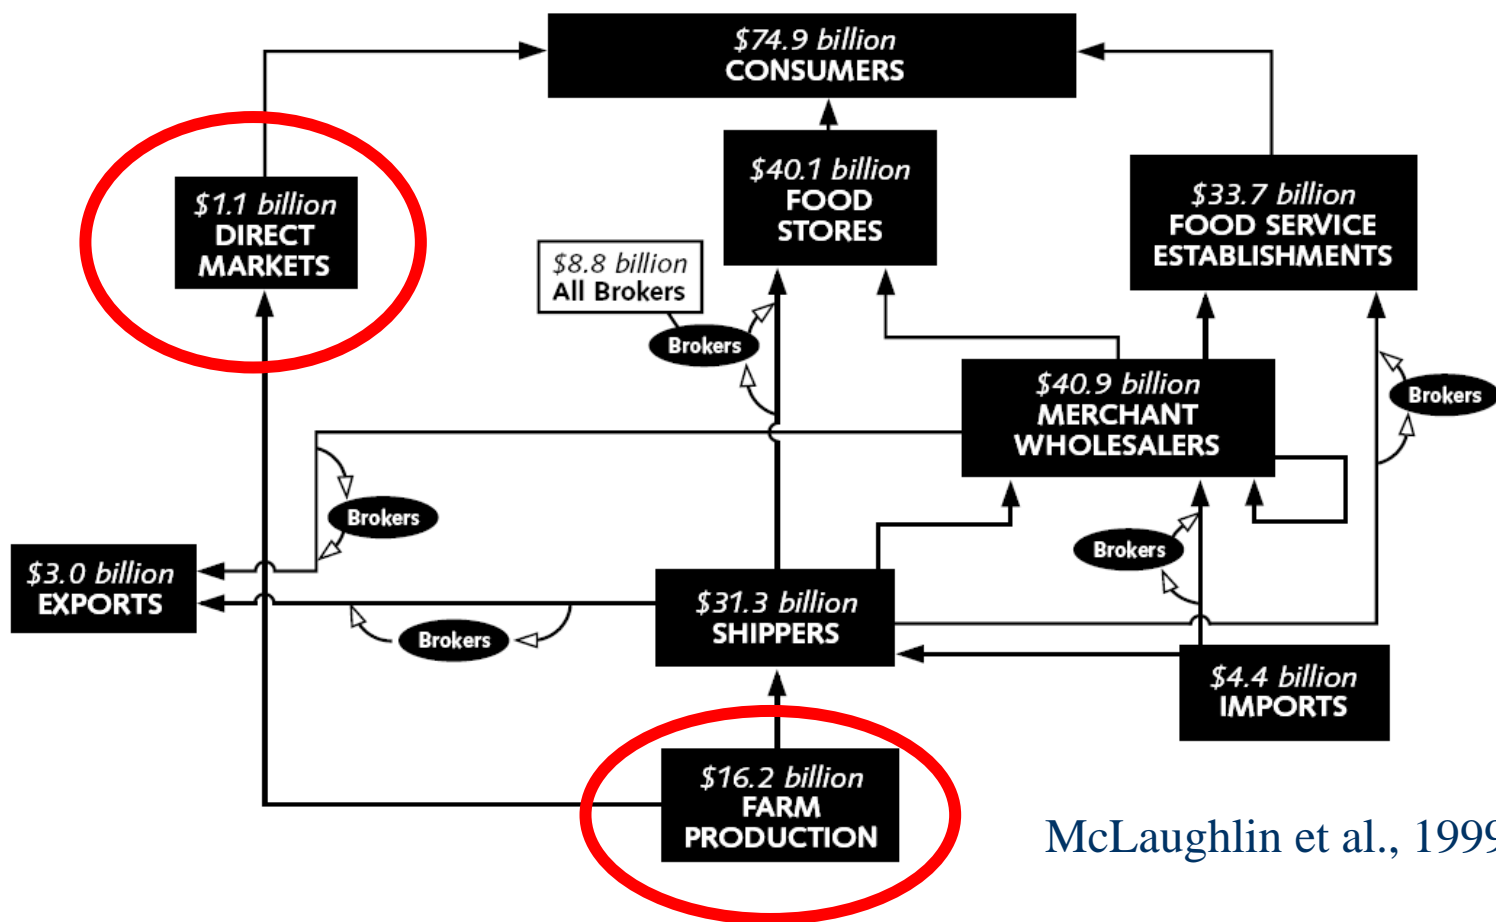 $74.9 billion
CONSUMERS
$40.1 billion
FOOD
STORES
$33.7 billion
FOOD SERVICE
ESTABLISHMENTS
$1.1 billion
DIRECT
MARKETS
$8.8 billion
All Brokers
Brokers
$40.9 billion
MERCHANT
WHOLESALERS
Brokers
Brokers
Brokers
$3.0 billion
EXPORTS
$31.3 billion
SHIPPERS
Brokers
$4.4 billion
IMPORTS
$16.2 billion
FARM
PRODUCTION
McLaughlin et al., 1999